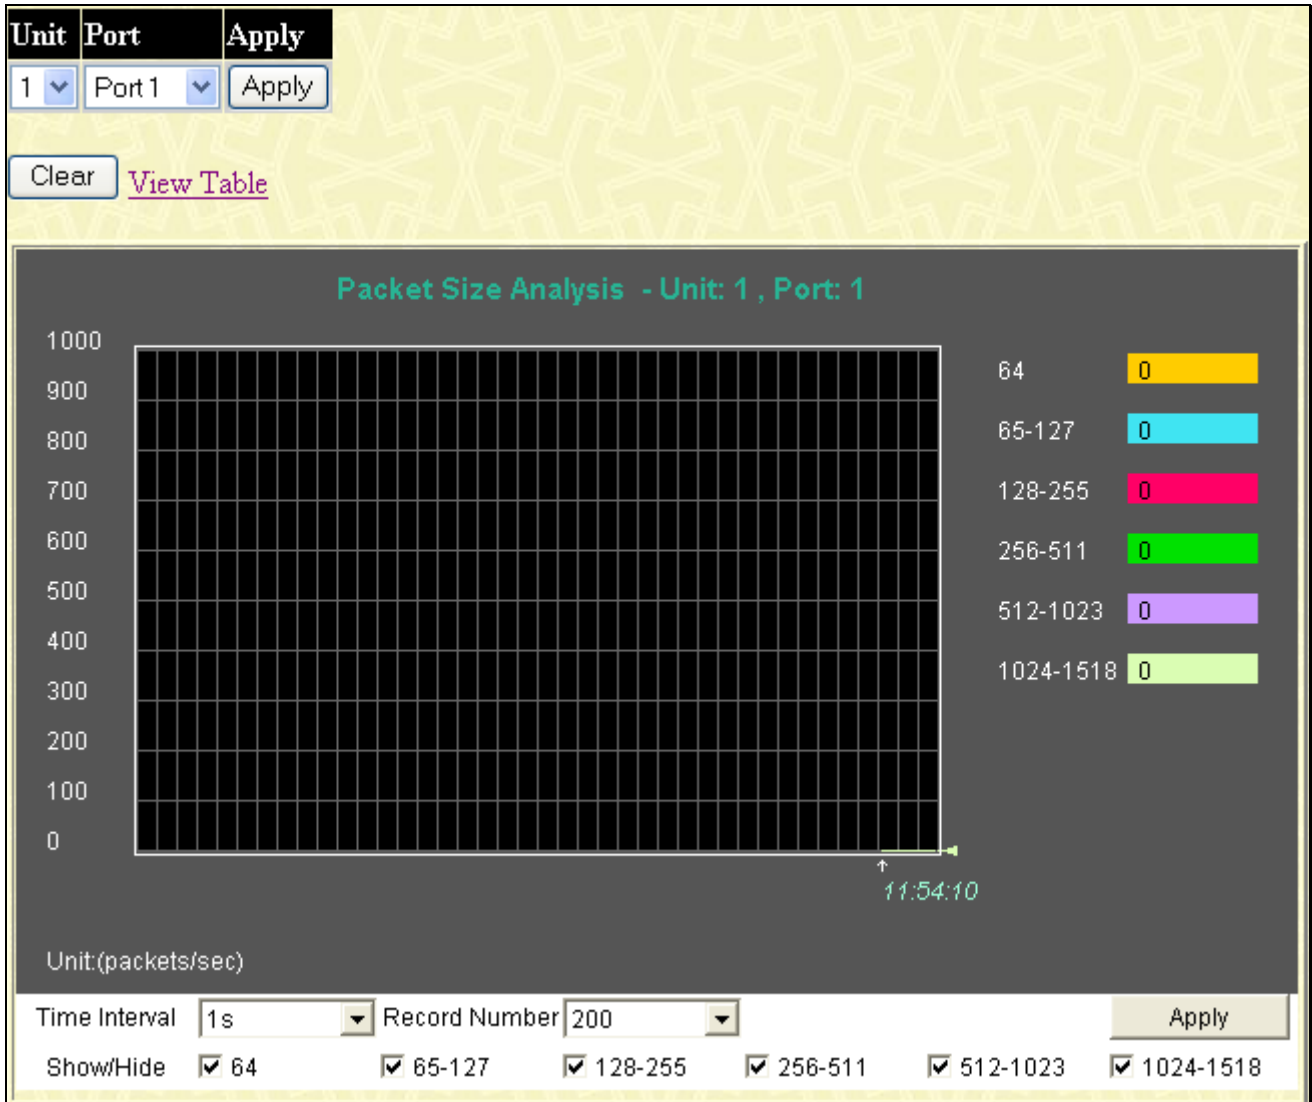 Unit Port Apply
1 Port 1 Apply
Clear View Table
Packet Size Analysis - Unit: 1 , Port: 1
1000
900
800
700
600
500
400
300
200
100
0
64 0
65-127 0
128-255 0
256-511 0
512-1023 0
1024-1518 0
11:54:10
Unit:(packets/sec)
Time Interval 1s Record Number 200 Apply
Show/Hide 64 65-127 128-255 256-511 512-1023 1024-1518